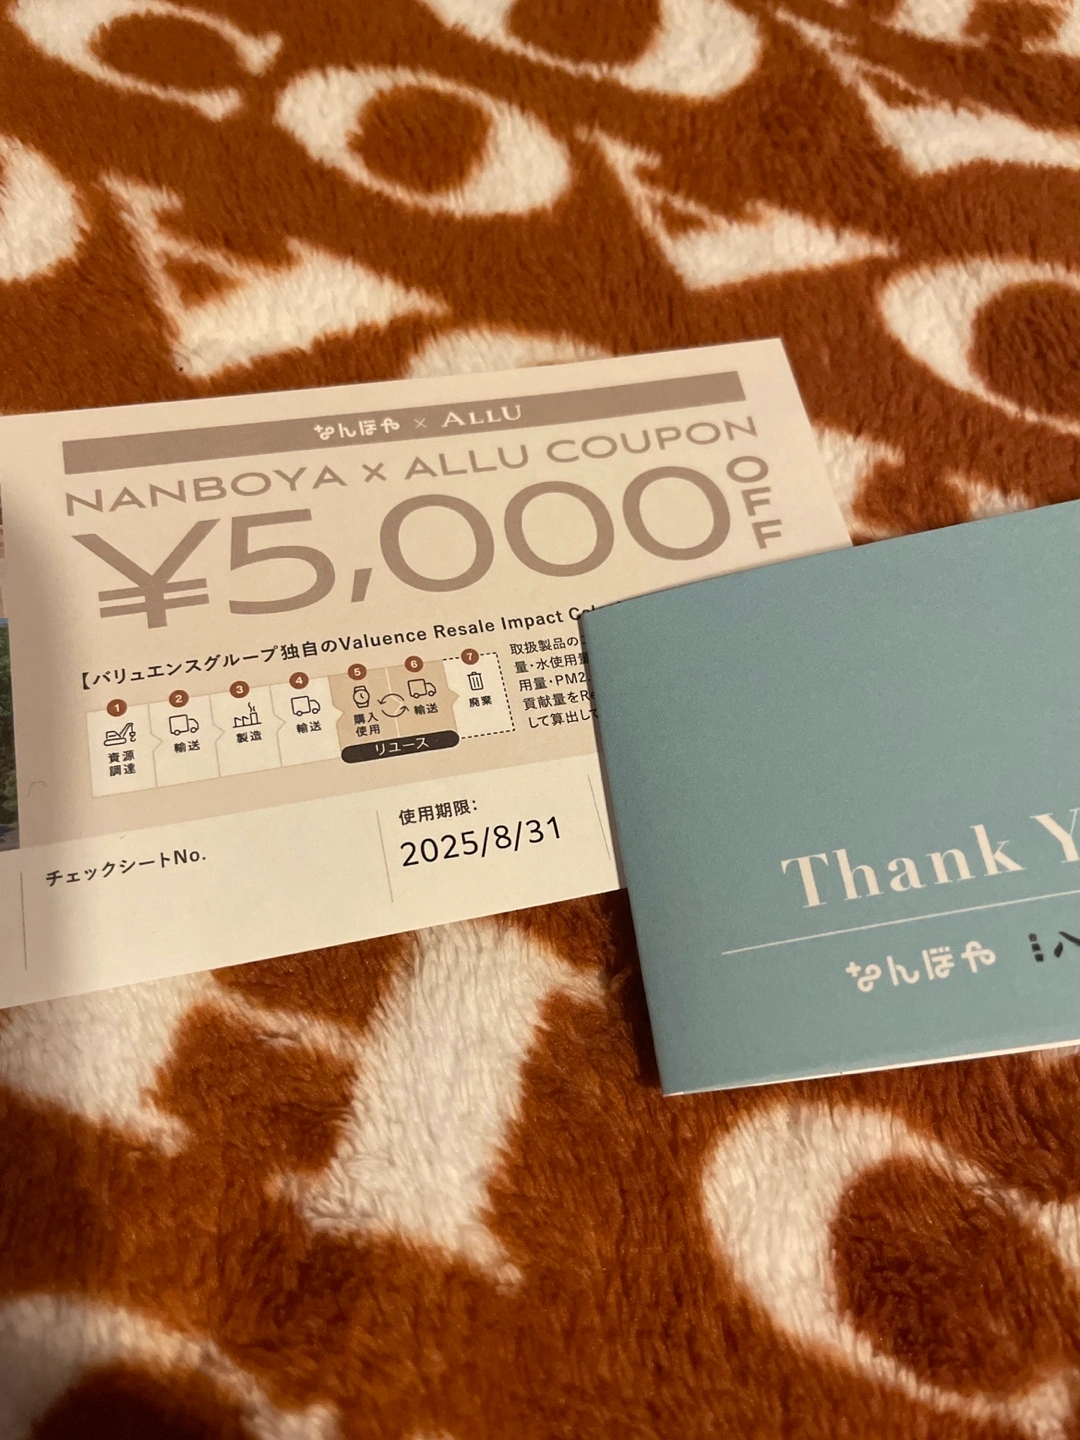 なんぼや × ALLU
NANBOYA × ALLU COUPON
¥5,000 OFF
【バリュエンスグループ独自のValuence Resale Impact
1 資源調達
2 輸送
3 製造
4 輸送
5 購入使用
6 輸送
7 廃棄
リユース
取扱製品の
量・水使用量
用量・PM2.
貢献量をRe
して算出して
チェックシートNo.
使用期限:
2025/8/31
Thank Y
なんぼや
八